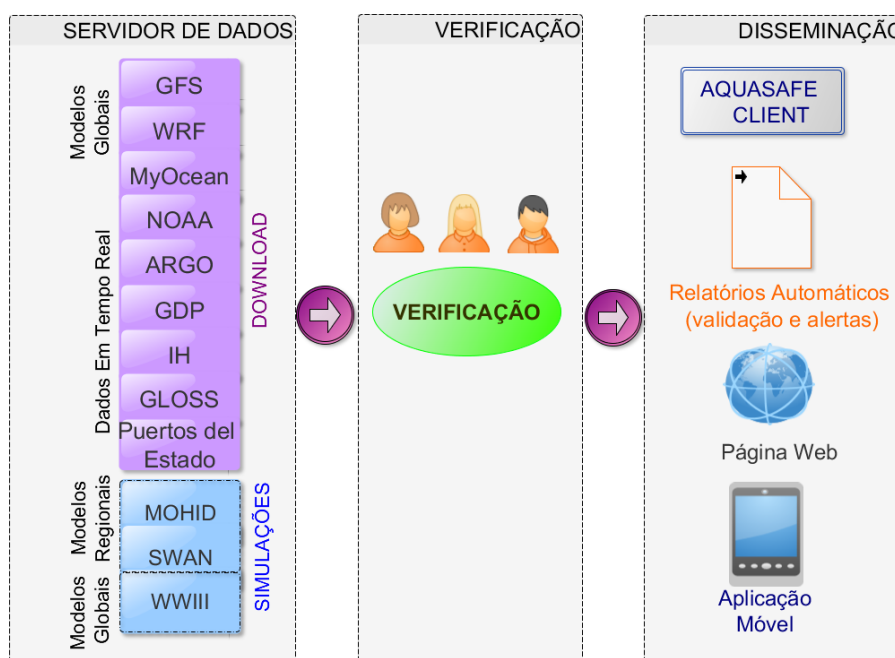 SERVIDOR DE DADOS
Modelos
Globais
GFS
WRF
MyOcean
Dados Em Tempo Real
NOAA
ARGO
GDP
IH
GLOSS
Puertos del
Estado
DOWNLOAD
Modelos
Regionais
MOHID
SWAN
Modelos
Globais
WWIII
SIMULAÇÕES
VERIFICAÇÃO
VERIFICAÇÃO
DISSEMINAÇÃO
AQUASAFE
CLIENT
Relatórios Automáticos
(validação e alertas)
Página Web
Aplicação
Móvel